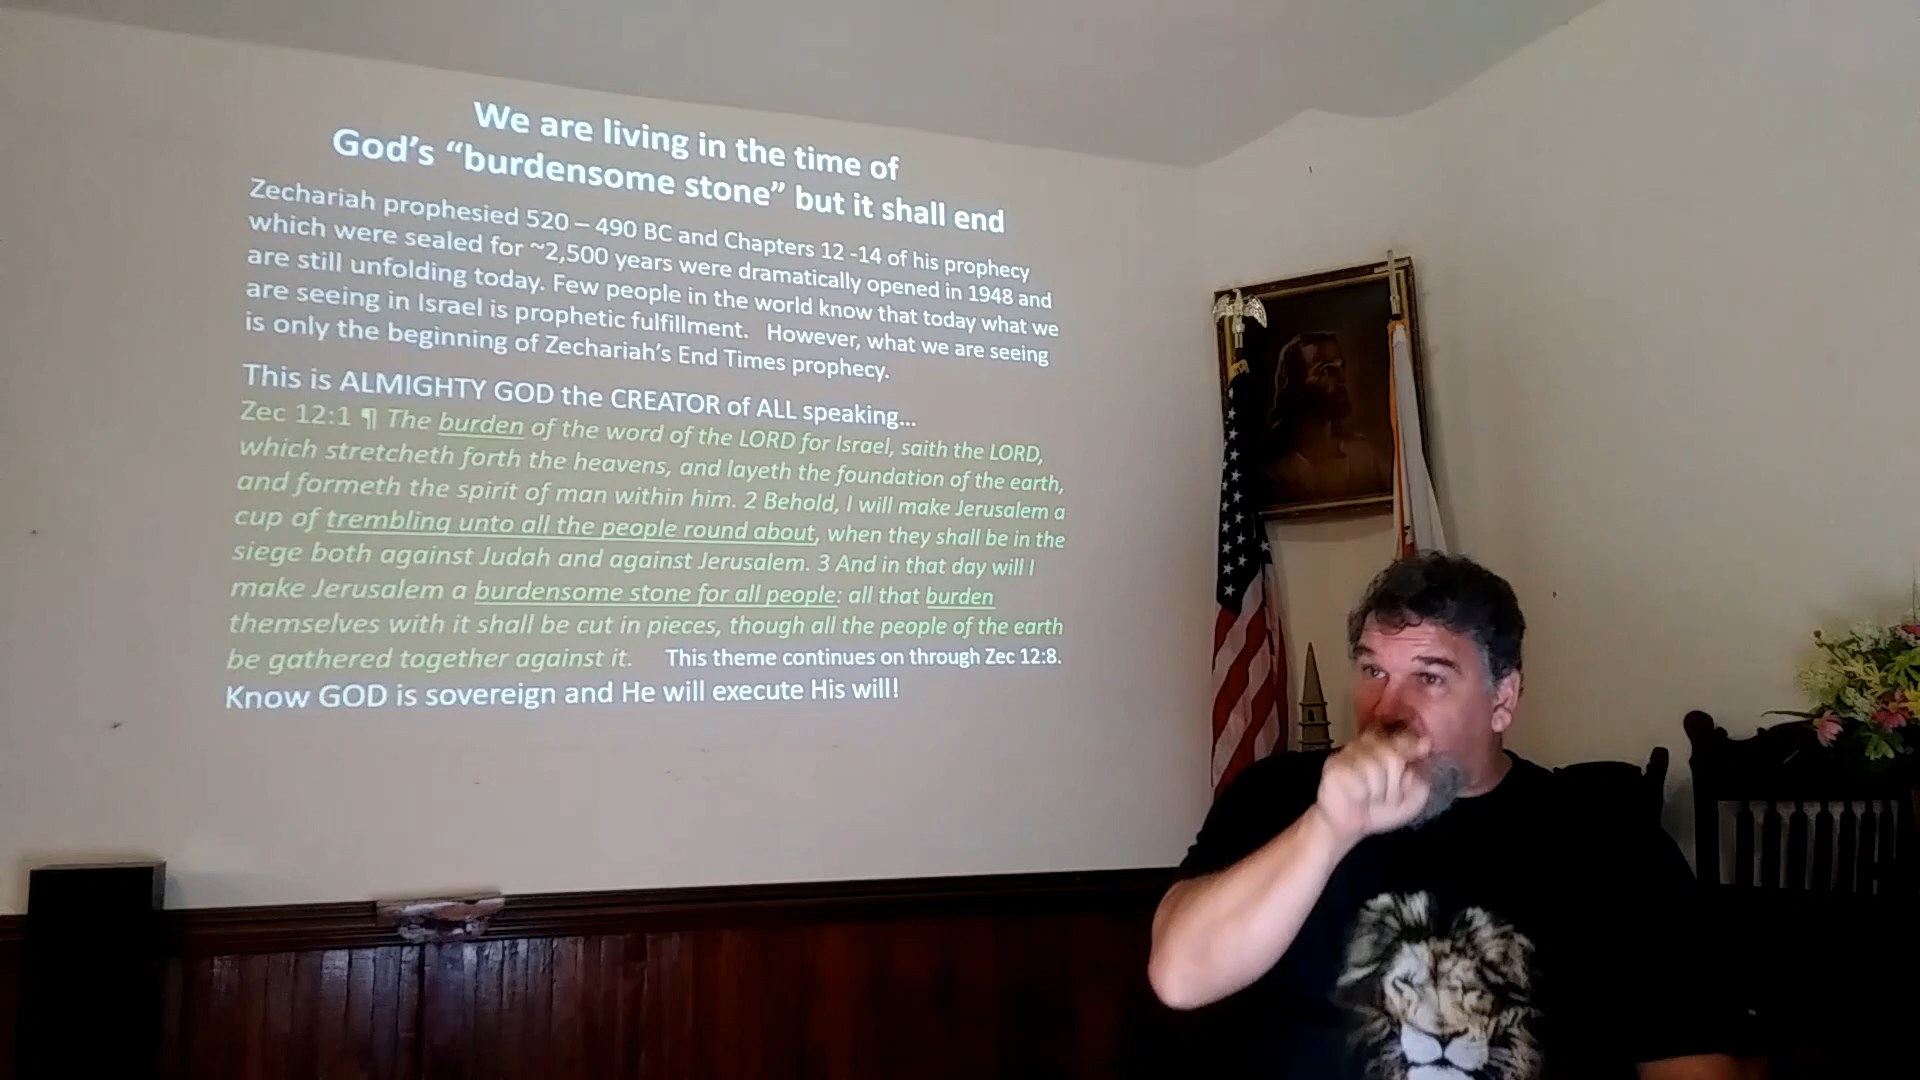 We are living in the time of
God's “burdensome stone” but it shall end
Zechariah prophesied 520 – 490 BC and Chapters 12 -14 of his prophecy
which were sealed for ~2,500 years were dramatically opened in 1948 and
are still unfolding today. Few people in the world know that today what we
are seeing in Israel is prophetic fulfillment. However, what we are seeing
is only the beginning of Zechariah's End Times prophecy.
This is ALMIGHTY GOD the CREATOR of ALL speaking...
Zec 12:1 ¶ The burden of the word of the LORD for Israel, saith the LORD,
which stretcheth forth the heavens, and layeth the foundation of the earth,
and formeth the spirit of man within him. 2 Behold, I will make Jerusalem a
cup of trembling unto all the people round about, when they shall be in the
siege both against Judah and against Jerusalem. 3 And in that day will I
make Jerusalem a burdensome stone for all people: all that burden
themselves with it shall be cut in pieces, though all the people of the earth
be gathered together against it. This theme continues on through Zec 12:8.
Know GOD is sovereign and He will execute His will!